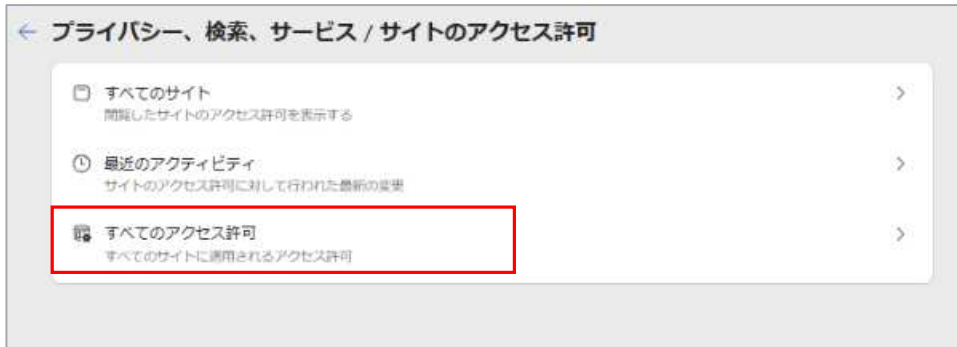 ← プライバシー、検索、サービス / サイトのアクセス許可
すべてのサイト
閲覧したサイトのアクセス許可を表示する
最近のアクティビティ
サイトのアクセス許可に対して行われた最新の変更
すべてのアクセス許可
すべてのサイトに適用されるアクセス許可